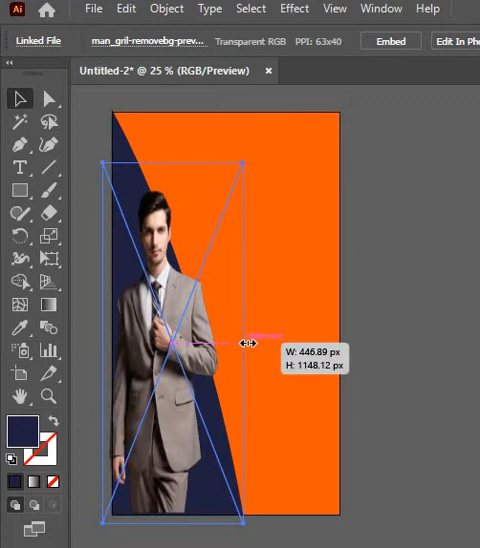 Ai File Edit Object Type Select Effect View Window Help
Linked File man_gril-removebg-prev... Transparent RGB PPI: 63x40 Embed Edit In Pho
Untitled-2* @ 25 % (RGB/Preview) ×
W: 446.89 px
H: 1148.12 px